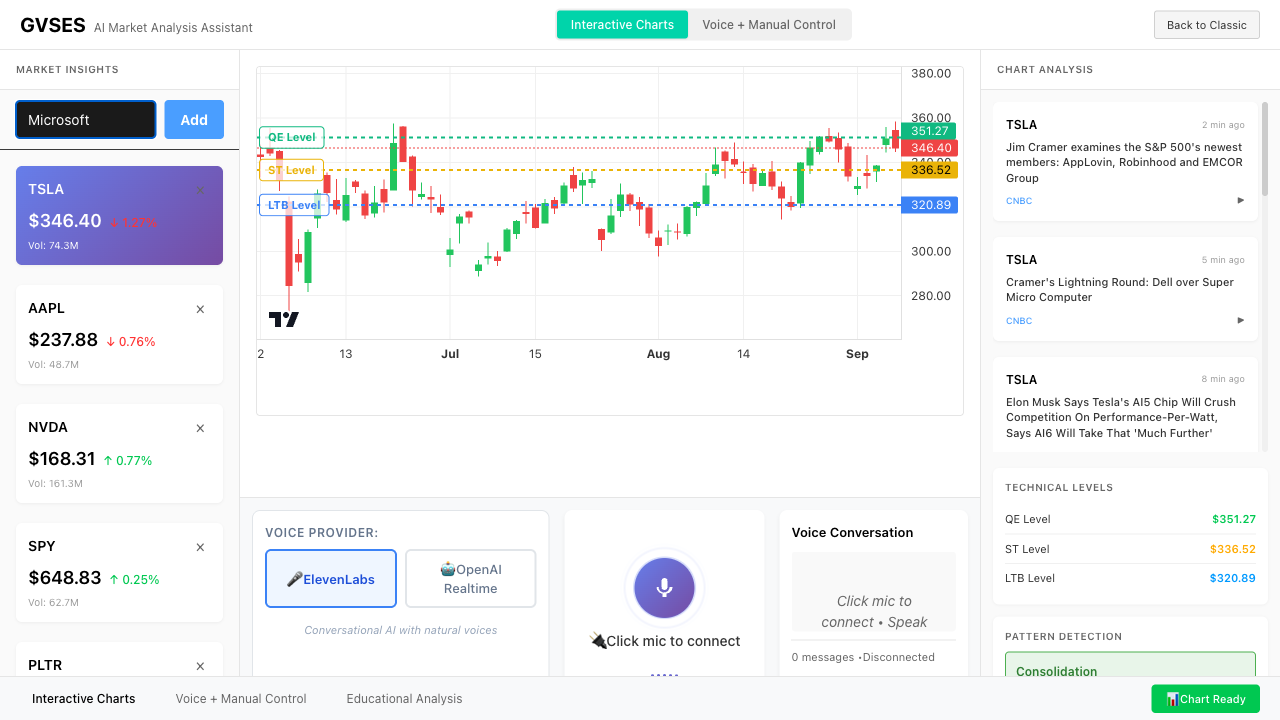 GVSES AI Market Analysis Assistant
Interactive Charts
Voice + Manual Control
Back to Classic
MARKET INSIGHTS
Microsoft
Add
TSLA ×
$346.40 ↓ 1.27%
Vol: 74.3M
AAPL ×
$237.88 ↓ 0.76%
Vol: 48.7M
NVDA ×
$168.31 ↑ 0.77%
Vol: 161.3M
SPY ×
$648.83 ↑ 0.25%
Vol: 62.7M
PLTR ×
QE Level
ST Level
LTB Level
380.00
360.00
351.27
346.40
340.00
336.52
320.89
300.00
280.00
2 13 Jul 15 Aug 14 Sep
VOICE PROVIDER:
🎤ElevenLabs
🤖OpenAI
Realtime
Conversational AI with natural voices
🔌Click mic to connect
Voice Conversation
Click mic to
connect • Speak
0 messages •Disconnected
CHART ANALYSIS
TSLA 2 min ago
Jim Cramer examines the S&P 500's newest
members: AppLovin, Robinhood and EMCOR
Group
CNBC ▶
TSLA 5 min ago
Cramer's Lightning Round: Dell over Super
Micro Computer
CNBC ▶
TSLA 8 min ago
Elon Musk Says Tesla's AI5 Chip Will Crush
Competition On Performance-Per-Watt,
Says AI6 Will Take That 'Much Further'
TECHNICAL LEVELS
QE Level $351.27
ST Level $336.52
LTB Level $320.89
PATTERN DETECTION
Consolidation
Interactive Charts
Voice + Manual Control
Educational Analysis
📊Chart Ready